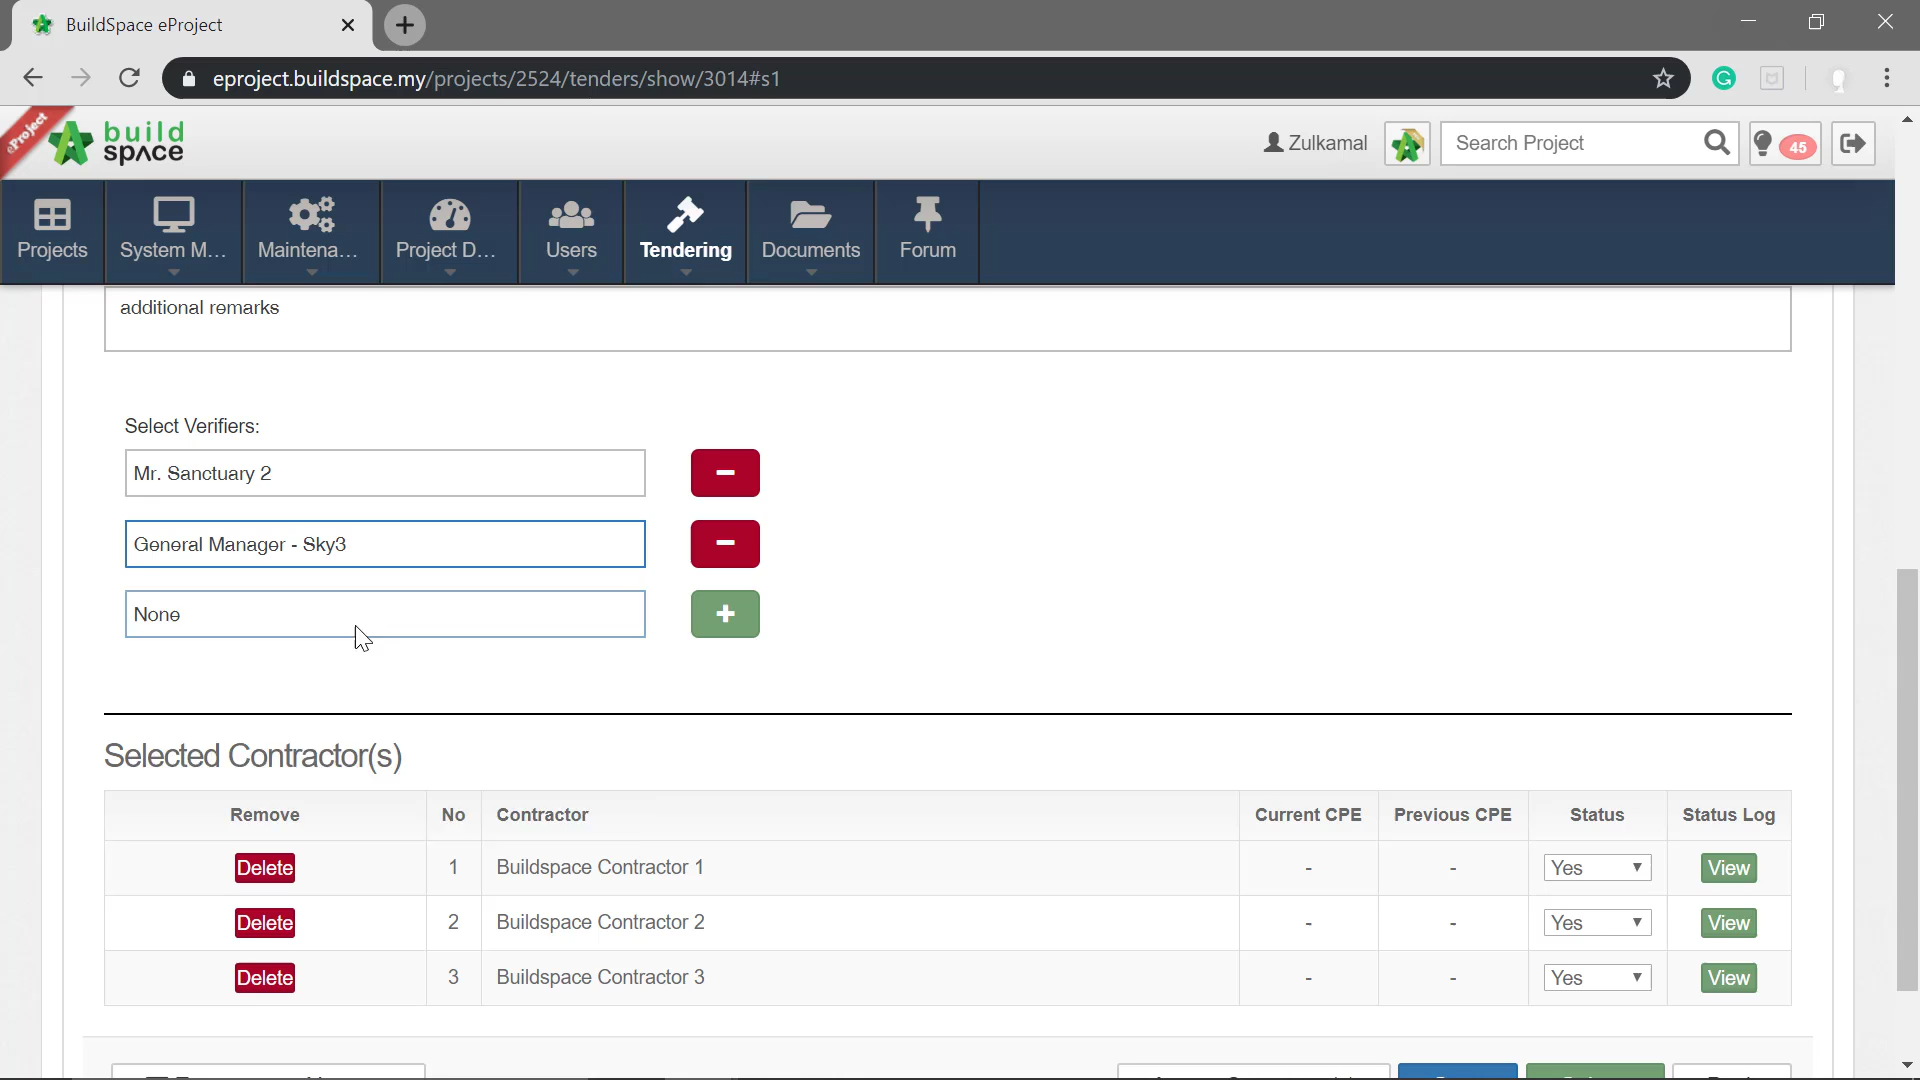 BuildSpace eProject
eproject.buildspace.my/projects/2524/tenders/show/3014#s1
eProject
build
space
Zulkamal
Search Project
45
Projects
System M...
Maintena...
Project D...
Users
Tendering
Documents
Forum
additional remarks
Select Verifiers:
Mr. Sanctuary 2
General Manager - Sky3
None
Selected Contractor(s)
Remove No Contractor Current CPE Previous CPE Status Status Log
Delete 1 Buildspace Contractor 1 - - Yes View
Delete 2 Buildspace Contractor 2 - - Yes View
Delete 3 Buildspace Contractor 3 - - Yes View